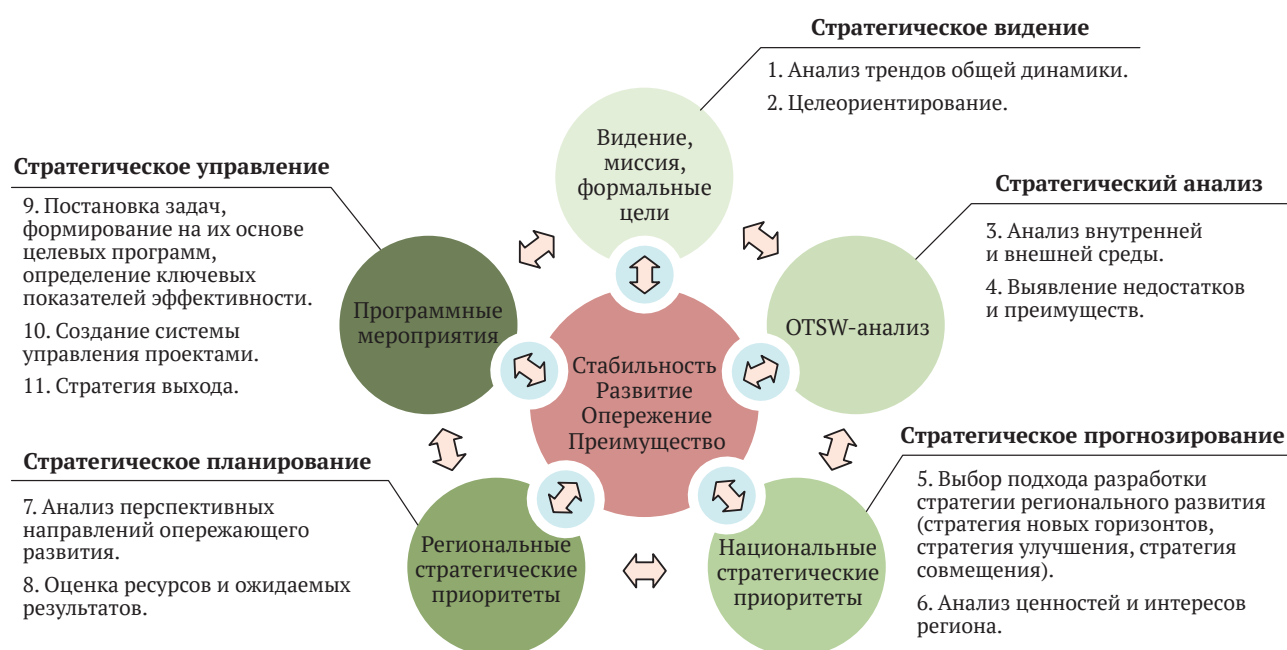 Стратегическое видение
1. Анализ трендов общей динамики.
2. Целеориентирование.
Видение,
миссия,
формальные
цели
Стратегический анализ
3. Анализ внутренней
и внешней среды.
4. Выявление недостатков
и преимуществ.
OTSW-анализ
Стратегическое прогнозирование
5. Выбор подхода разработки
стратегии регионального развития
(стратегия новых горизонтов,
стратегия улучшения, стратегия
совмещения).
6. Анализ ценностей и интересов
региона.
Национальные
стратегические
приоритеты
Стратегическое планирование
7. Анализ перспективных
направлений опережающего
развития.
8. Оценка ресурсов и ожидаемых
результатов.
Региональные
стратегические
приоритеты
Стратегическое управление
9. Постановка задач,
формирование на их основе
целевых программ,
определение ключевых
показателей эффективности.
10. Создание системы
управления проектами.
11. Стратегия выхода.
Программные
мероприятия
Стабильность
Развитие
Опережение
Преимущество